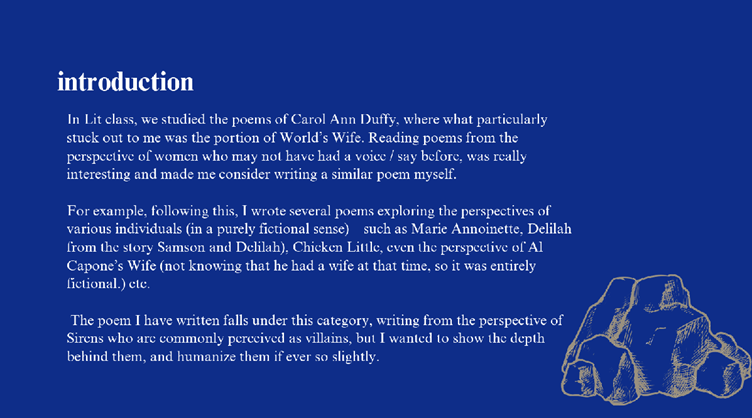 introduction
In Lit class, we studied the poems of Carol Ann Duffy, where what particularly
stuck out to me was the portion of World's Wife. Reading poems from the
perspective of women who may not have had a voice / say before, was really
interesting and made me consider writing a similar poem myself.
For example, following this, I wrote several poems exploring the perspectives of
various individuals (in a purely fictional sense) such as Marie Annoinette, Delilah
from the story Samson and Delilah), Chicken Little, even the perspective of Al
Capone's Wife (not knowing that he had a wife at that time, so it was entirely
fictional.) etc.
The poem I have written falls under this category, writing from the perspective of
Sirens who are commonly perceived as villains, but I wanted to show the depth
behind them, and humanize them if ever so slightly.